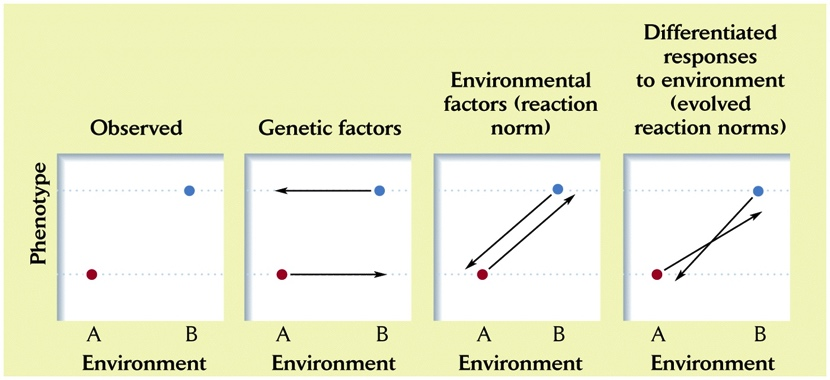 Observed
Genetic factors
Environmental
factors (reaction
norm)
Differentiated
responses
to environment
(evolved
reaction norms)
Phenotype
A B
Environment
A B
Environment
A B
Environment
A B
Environment